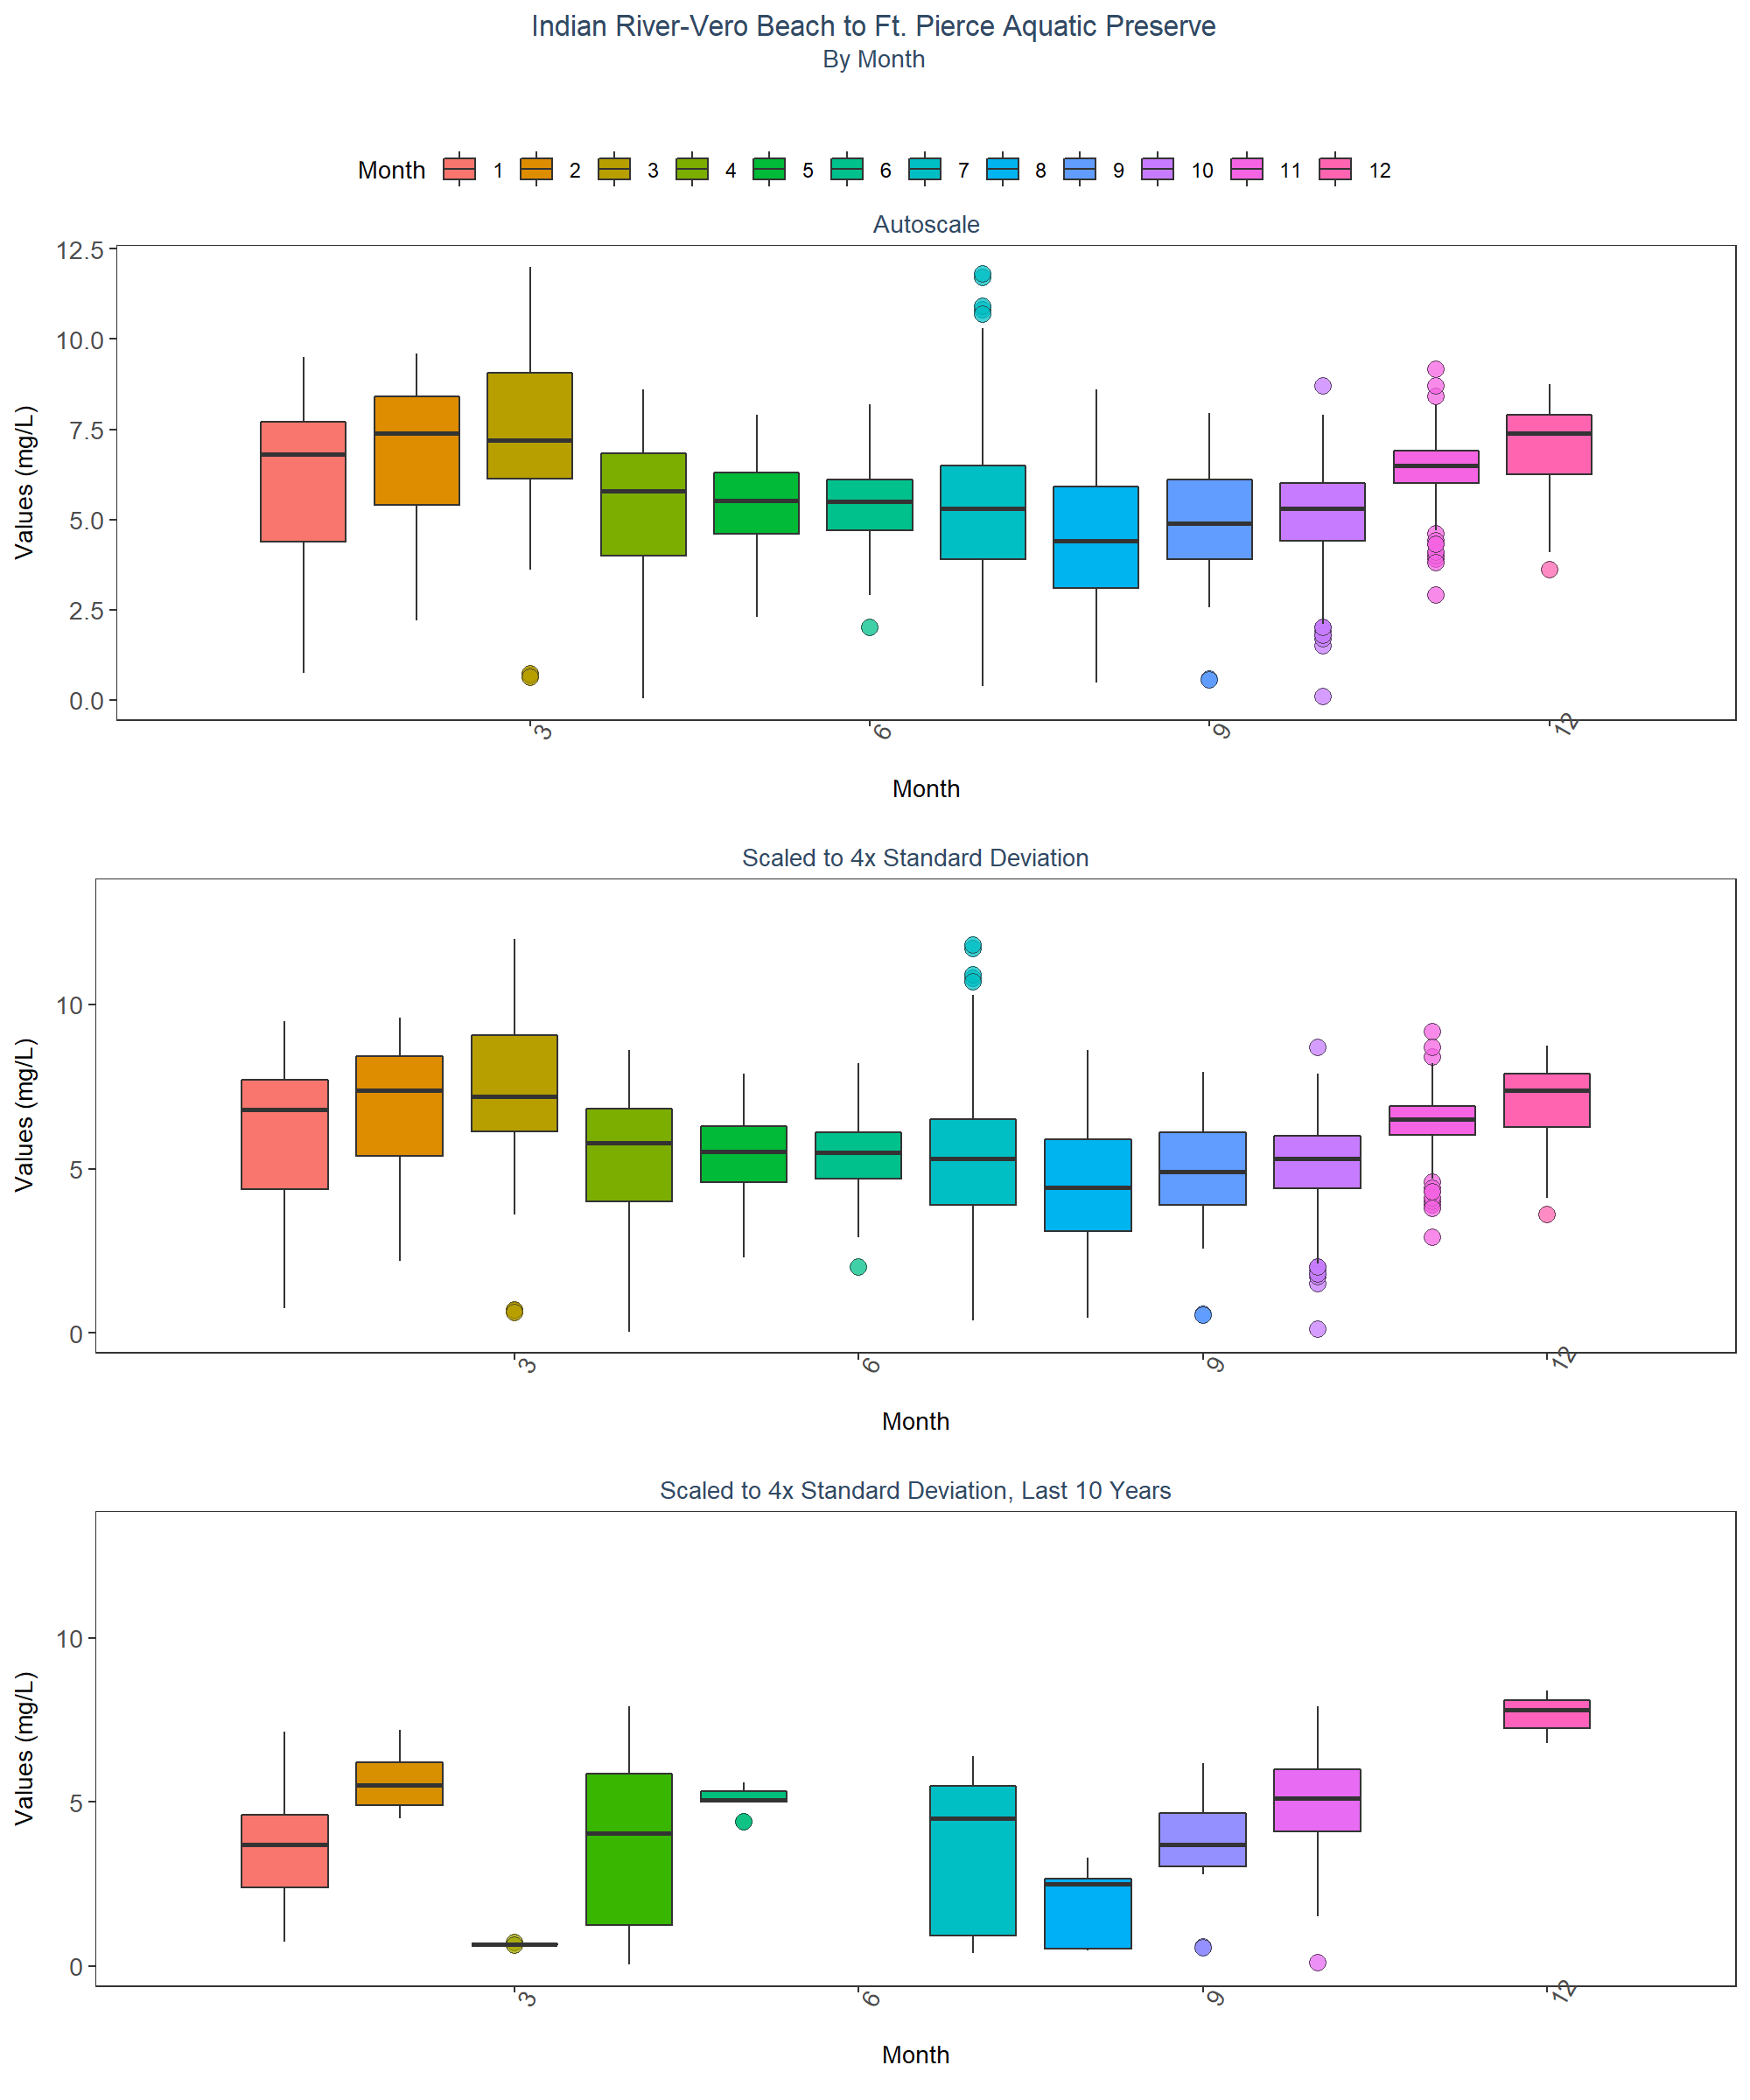 Indian River-Vero Beach to Ft. Pierce Aquatic Preserve
By Month
Month 1 2 3 4 5 6 7 8 9 10 11 12
Autoscale
Values (mg/L)
12.5
10.0
7.5
5.0
2.5
0.0
3 6 9 12
Month
Scaled to 4x Standard Deviation
Values (mg/L)
10
5
0
3 6 9 12
Month
Scaled to 4x Standard Deviation, Last 10 Years
Values (mg/L)
10
5
0
3 6 9 12
Month